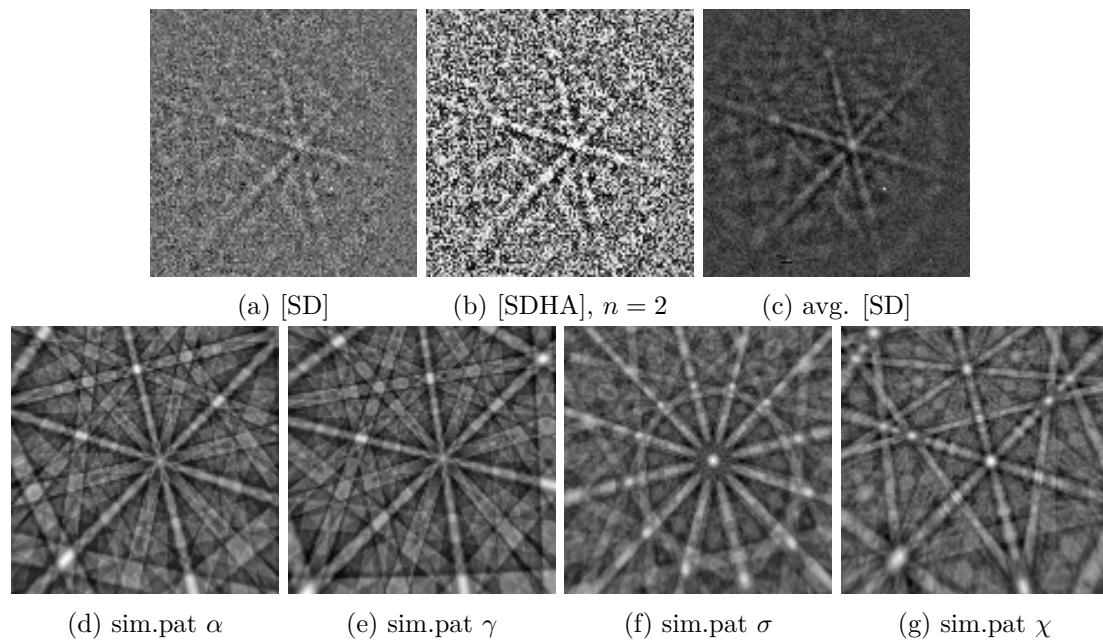 (a) [SD]
(b) [SDHA], n = 2
(c) avg. [SD]
(d) sim.pat α
(e) sim.pat γ
(f) sim.pat σ
(g) sim.pat χ